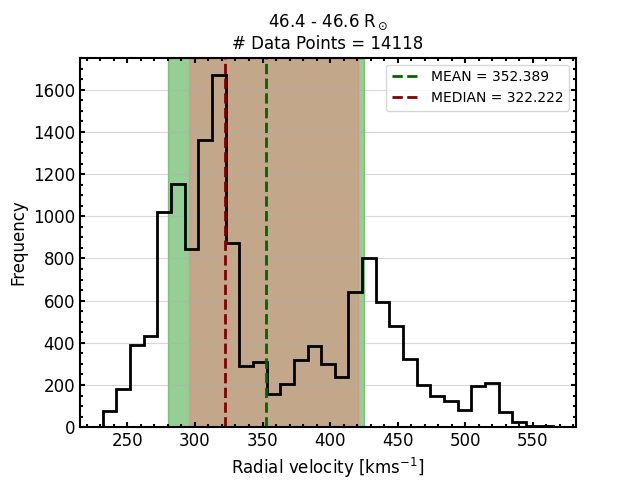 46.4 - 46.6 R⊙
# Data Points = 14118
MEAN = 352.389
MEDIAN = 322.222
Frequency
1600
1400
1200
1000
800
600
400
200
0
250 300 350 400 450 500 550
Radial velocity [kms⁻¹]